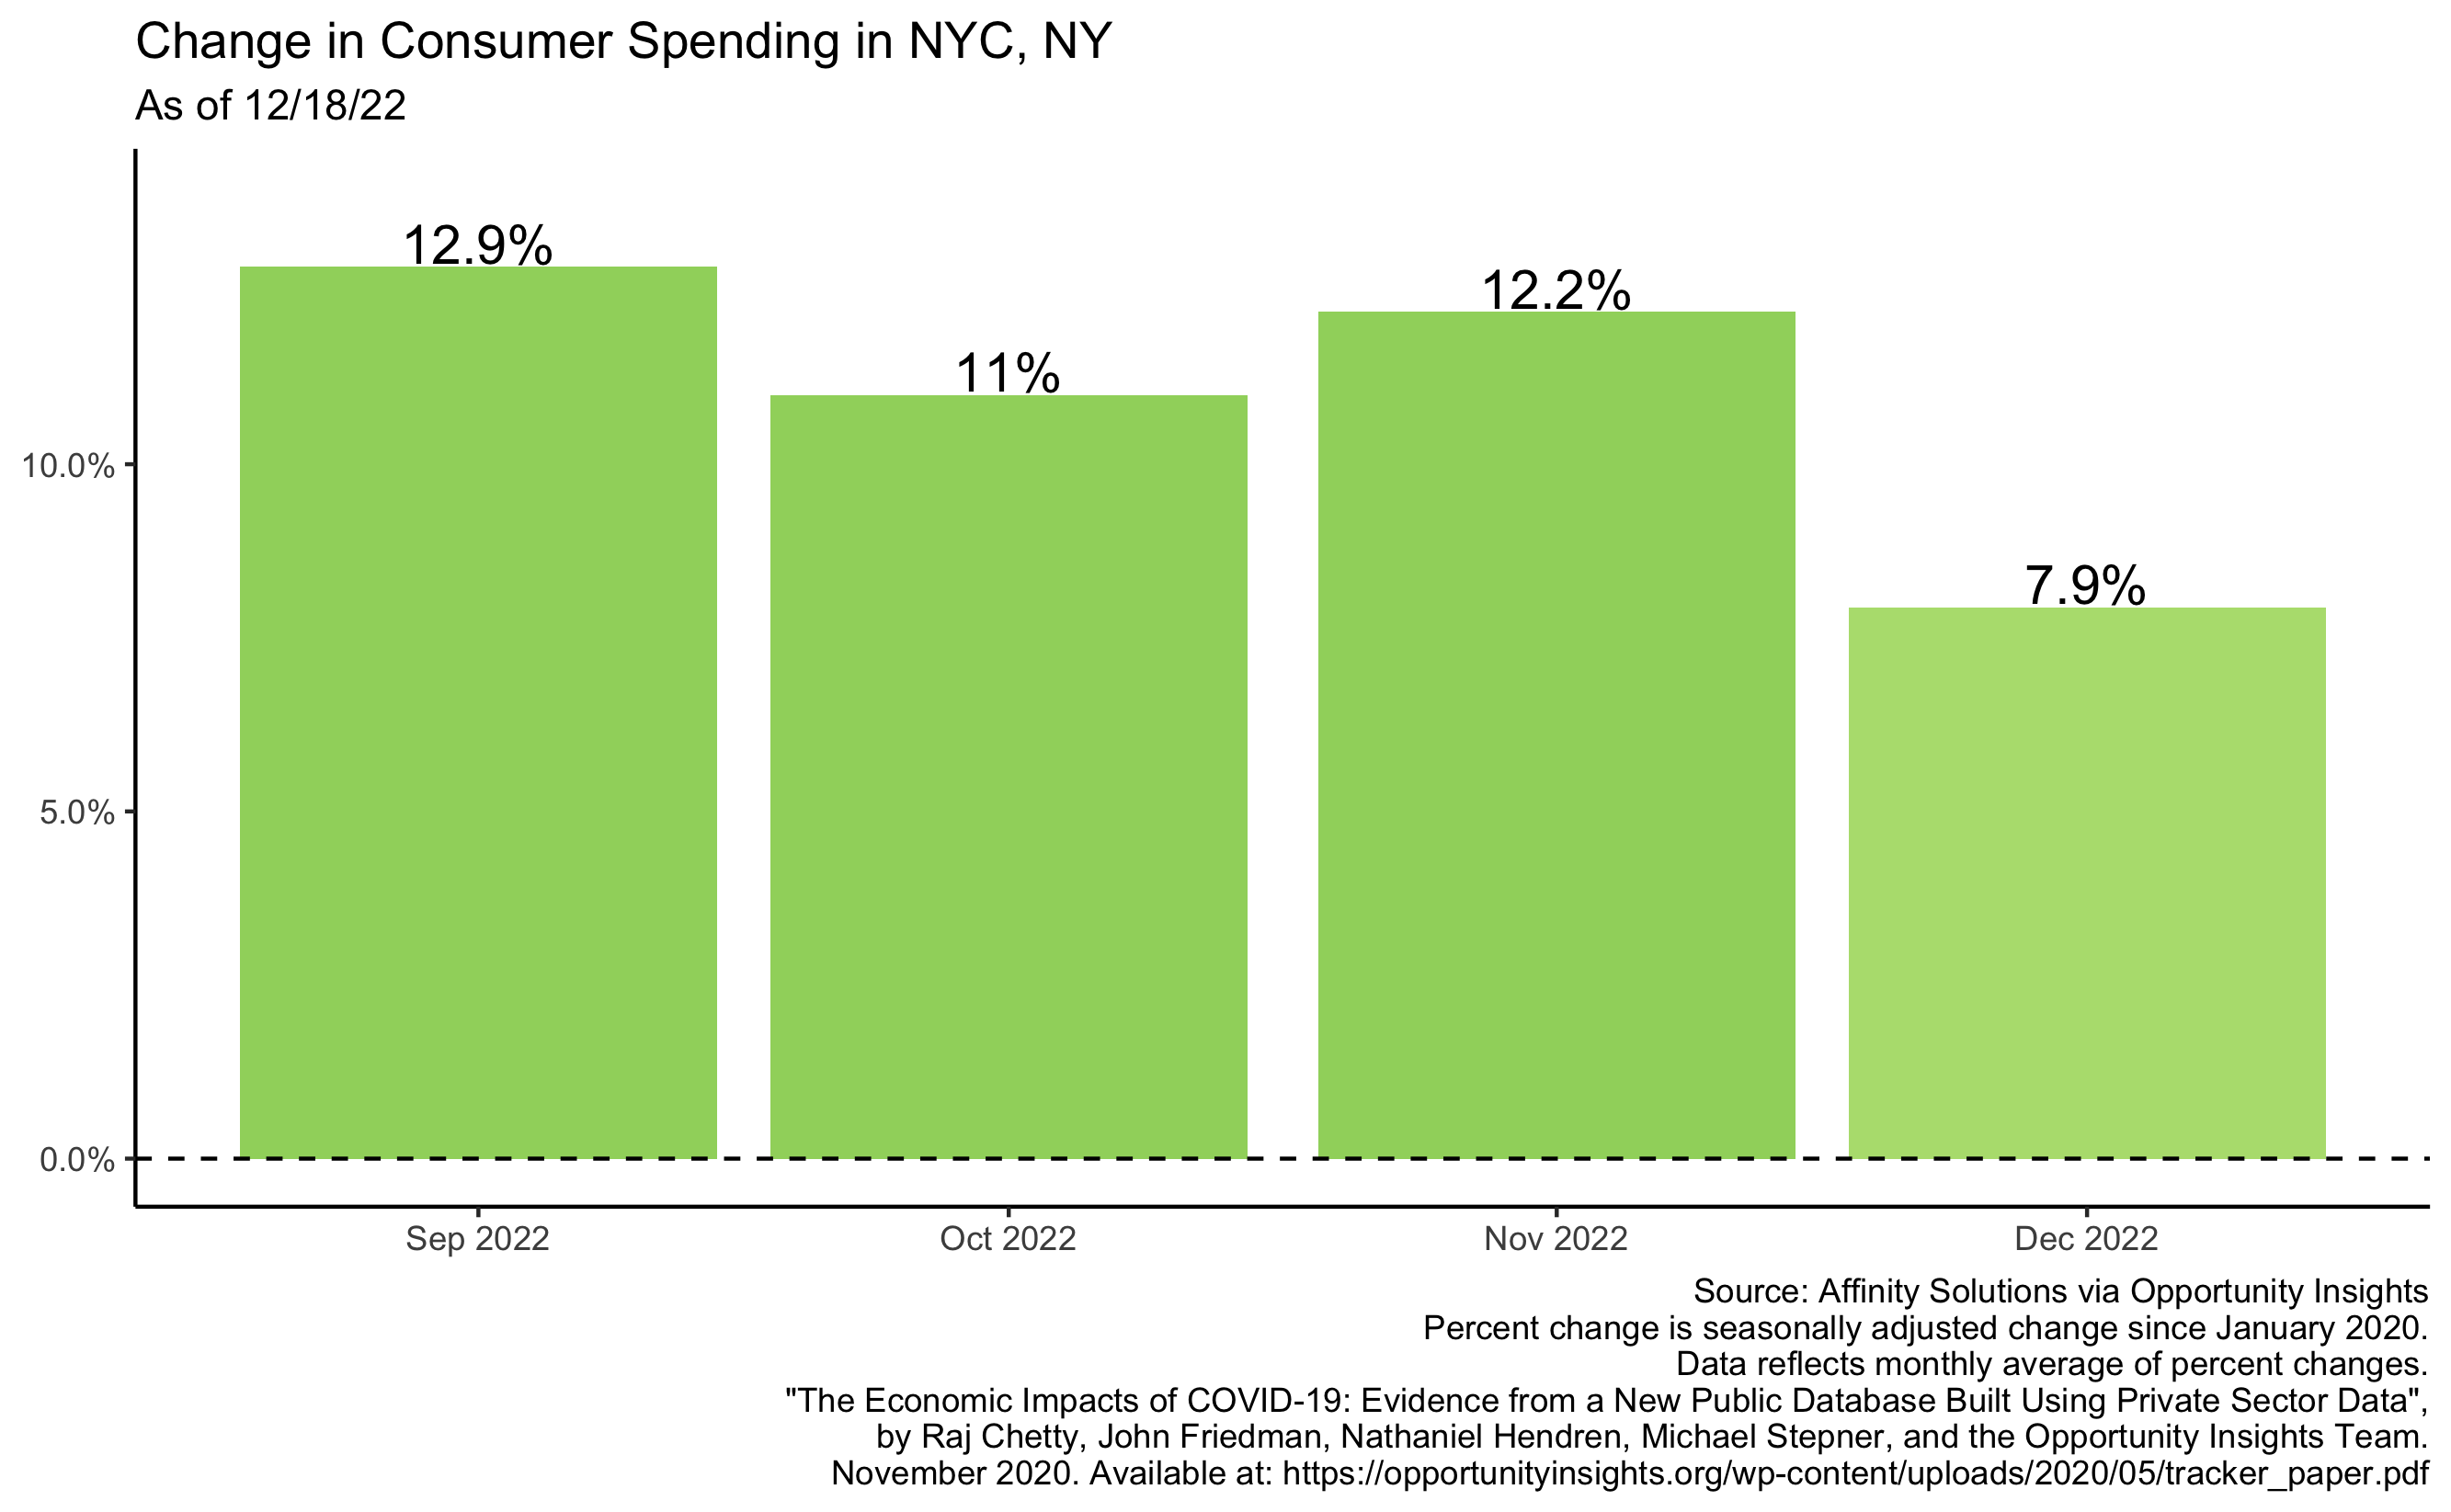 Change in Consumer Spending in NYC, NY
As of 12/18/22
12.9%
11%
12.2%
7.9%
10.0%
5.0%
0.0%
Sep 2022
Oct 2022
Nov 2022
Dec 2022
Source: Affinity Solutions via Opportunity Insights
Percent change is seasonally adjusted change since January 2020.
Data reflects monthly average of percent changes.
"The Economic Impacts of COVID-19: Evidence from a New Public Database Built Using Private Sector Data",
by Raj Chetty, John Friedman, Nathaniel Hendren, Michael Stepner, and the Opportunity Insights Team.
November 2020. Available at: https://opportunityinsights.org/wp-content/uploads/2020/05/tracker_paper.pdf